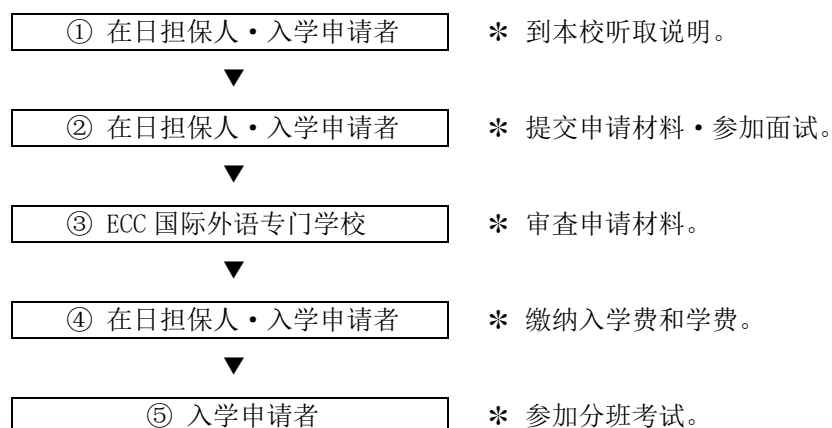 ① 在日担保人・入学申请者 * 到本校听取说明。
▼
② 在日担保人・入学申请者 * 提交申请材料・参加面试。
▼
③ ECC 国际外语专门学校 * 审查申请材料。
▼
④ 在日担保人・入学申请者 * 缴纳入学费和学费。
▼
⑤ 入学申请者 * 参加分班考试。